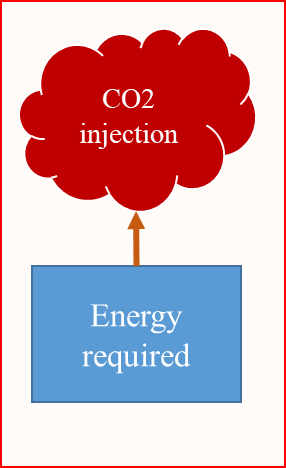 CO2
injection
Energy
required